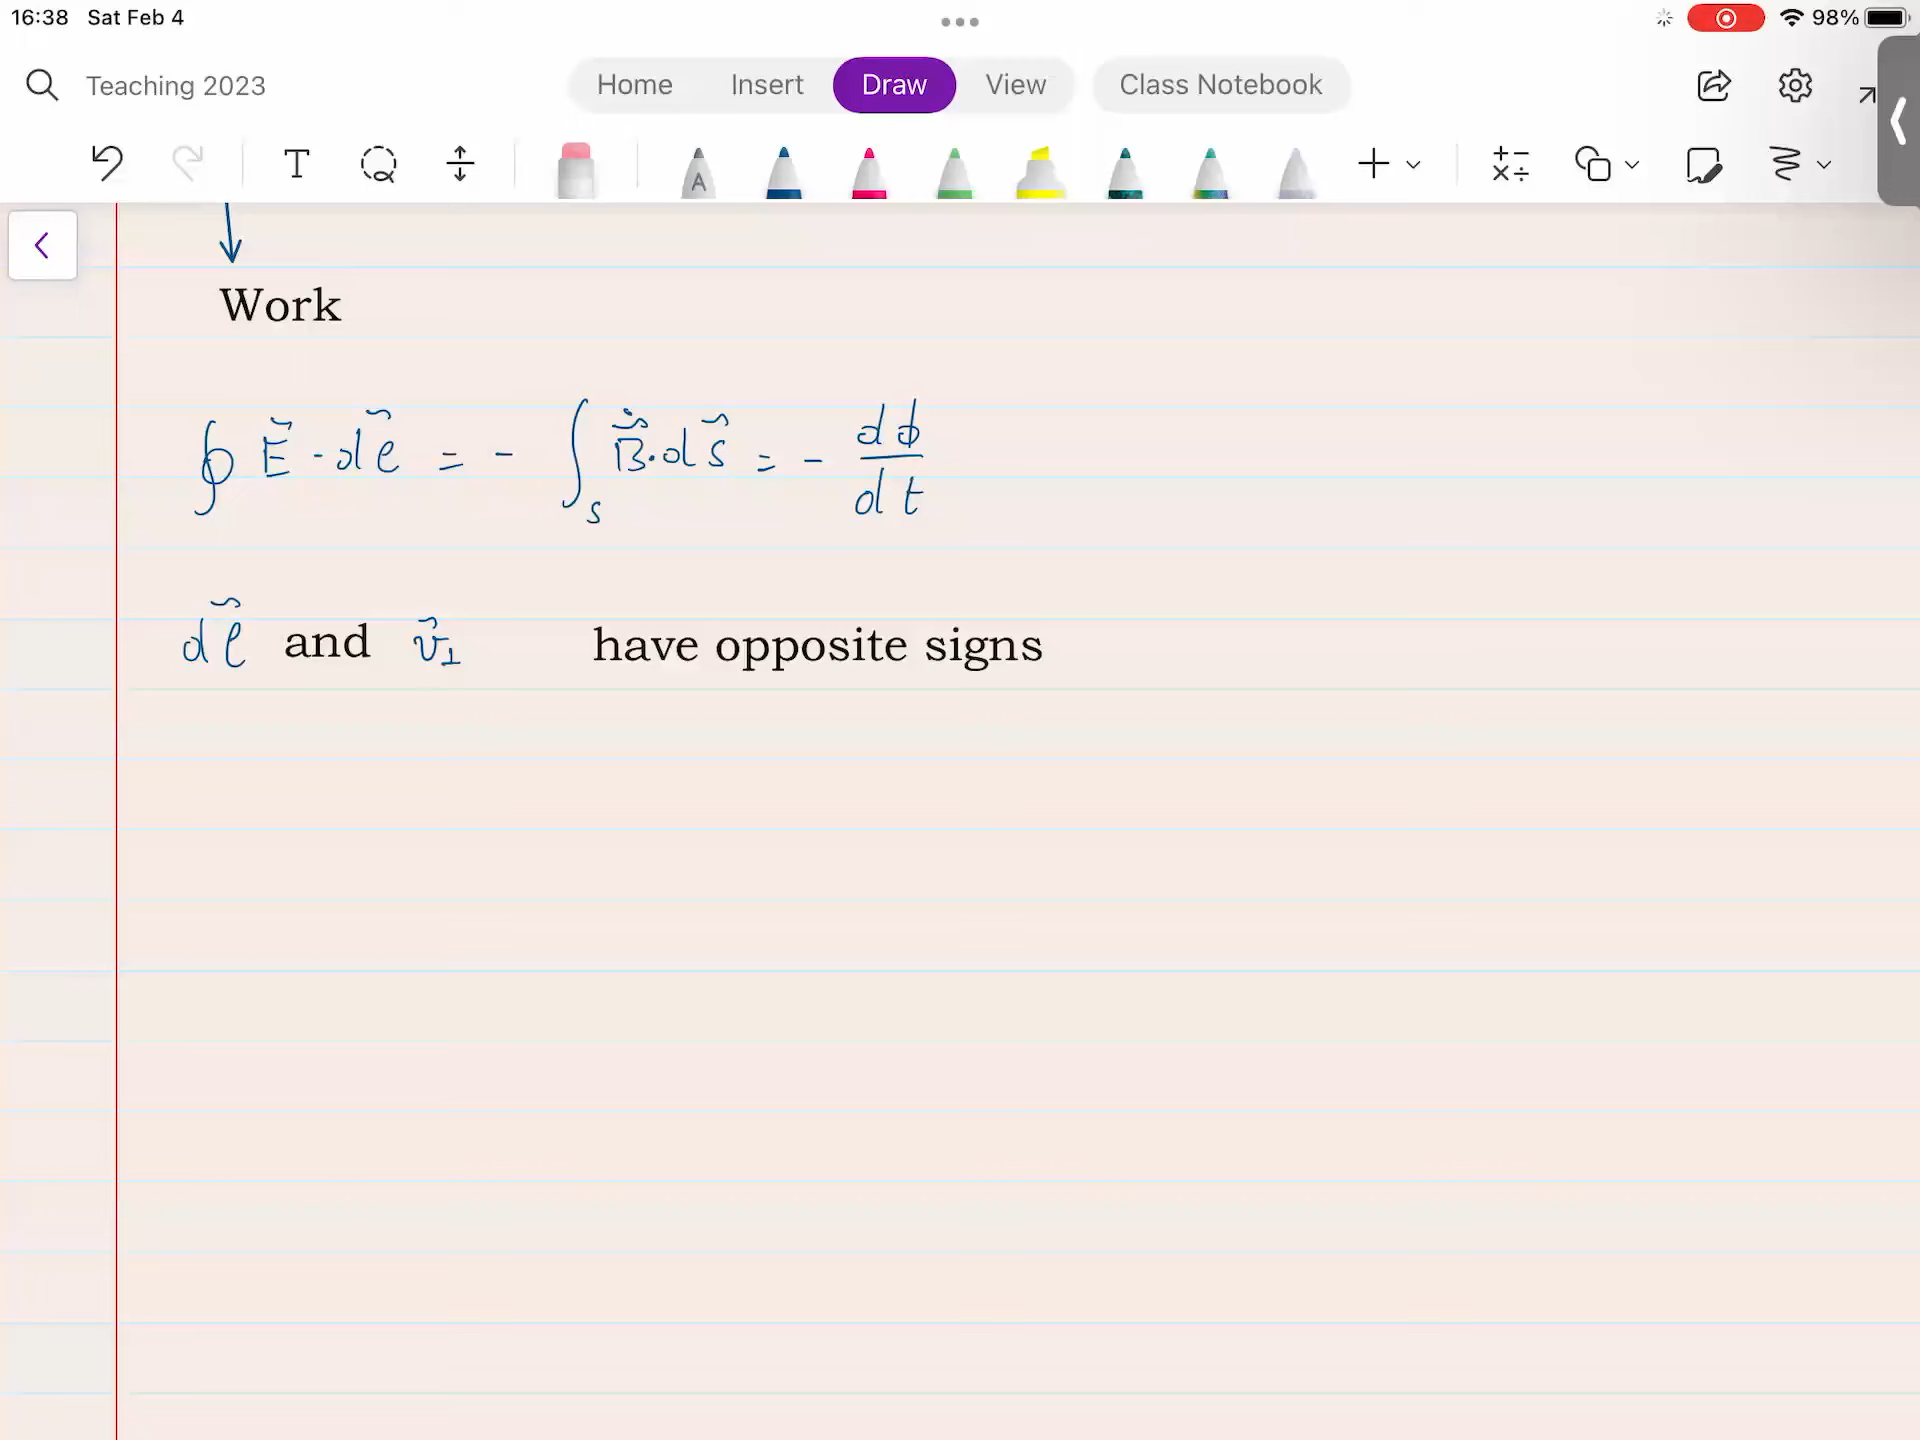 16:38 Sat Feb 4 98%
Teaching 2023 Home Insert Draw View Class Notebook
T A
Work
∮ E⃗ · dℓ⃗ = - ∫_S Ḃ⃗ · dS⃗ = - dϕ/dt
dℓ⃗ and v⃗⊥ have opposite signs